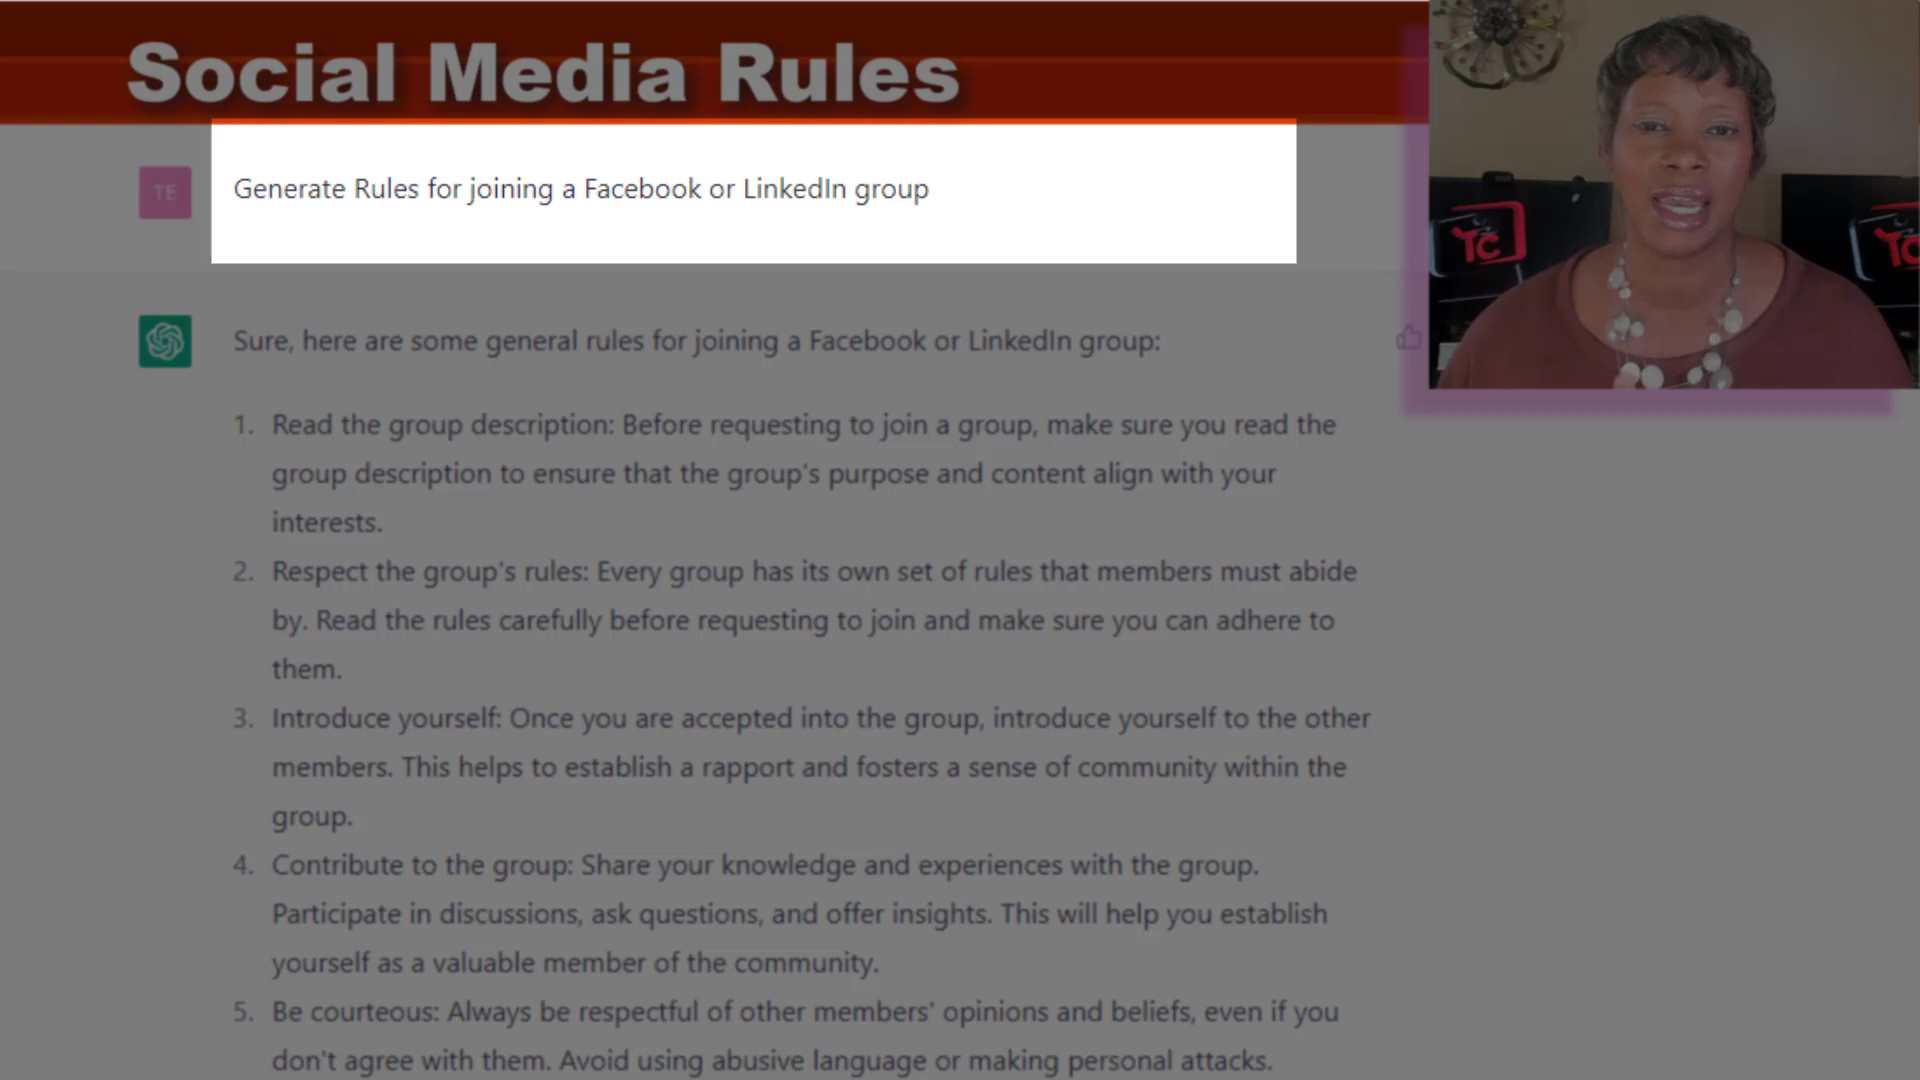 Social Media Rules
TE
Generate Rules for joining a Facebook or LinkedIn group
TC
TC
Sure, here are some general rules for joining a Facebook or LinkedIn group:
1. Read the group description: Before requesting to join a group, make sure you read the
group description to ensure that the group's purpose and content align with your
interests.
2. Respect the group's rules: Every group has its own set of rules that members must abide
by. Read the rules carefully before requesting to join and make sure you can adhere to
them.
3. Introduce yourself: Once you are accepted into the group, introduce yourself to the other
members. This helps to establish a rapport and fosters a sense of community within the
group.
4. Contribute to the group: Share your knowledge and experiences with the group.
Participate in discussions, ask questions, and offer insights. This will help you establish
yourself as a valuable member of the community.
5. Be courteous: Always be respectful of other members' opinions and beliefs, even if you
don't agree with them. Avoid using abusive language or making personal attacks.